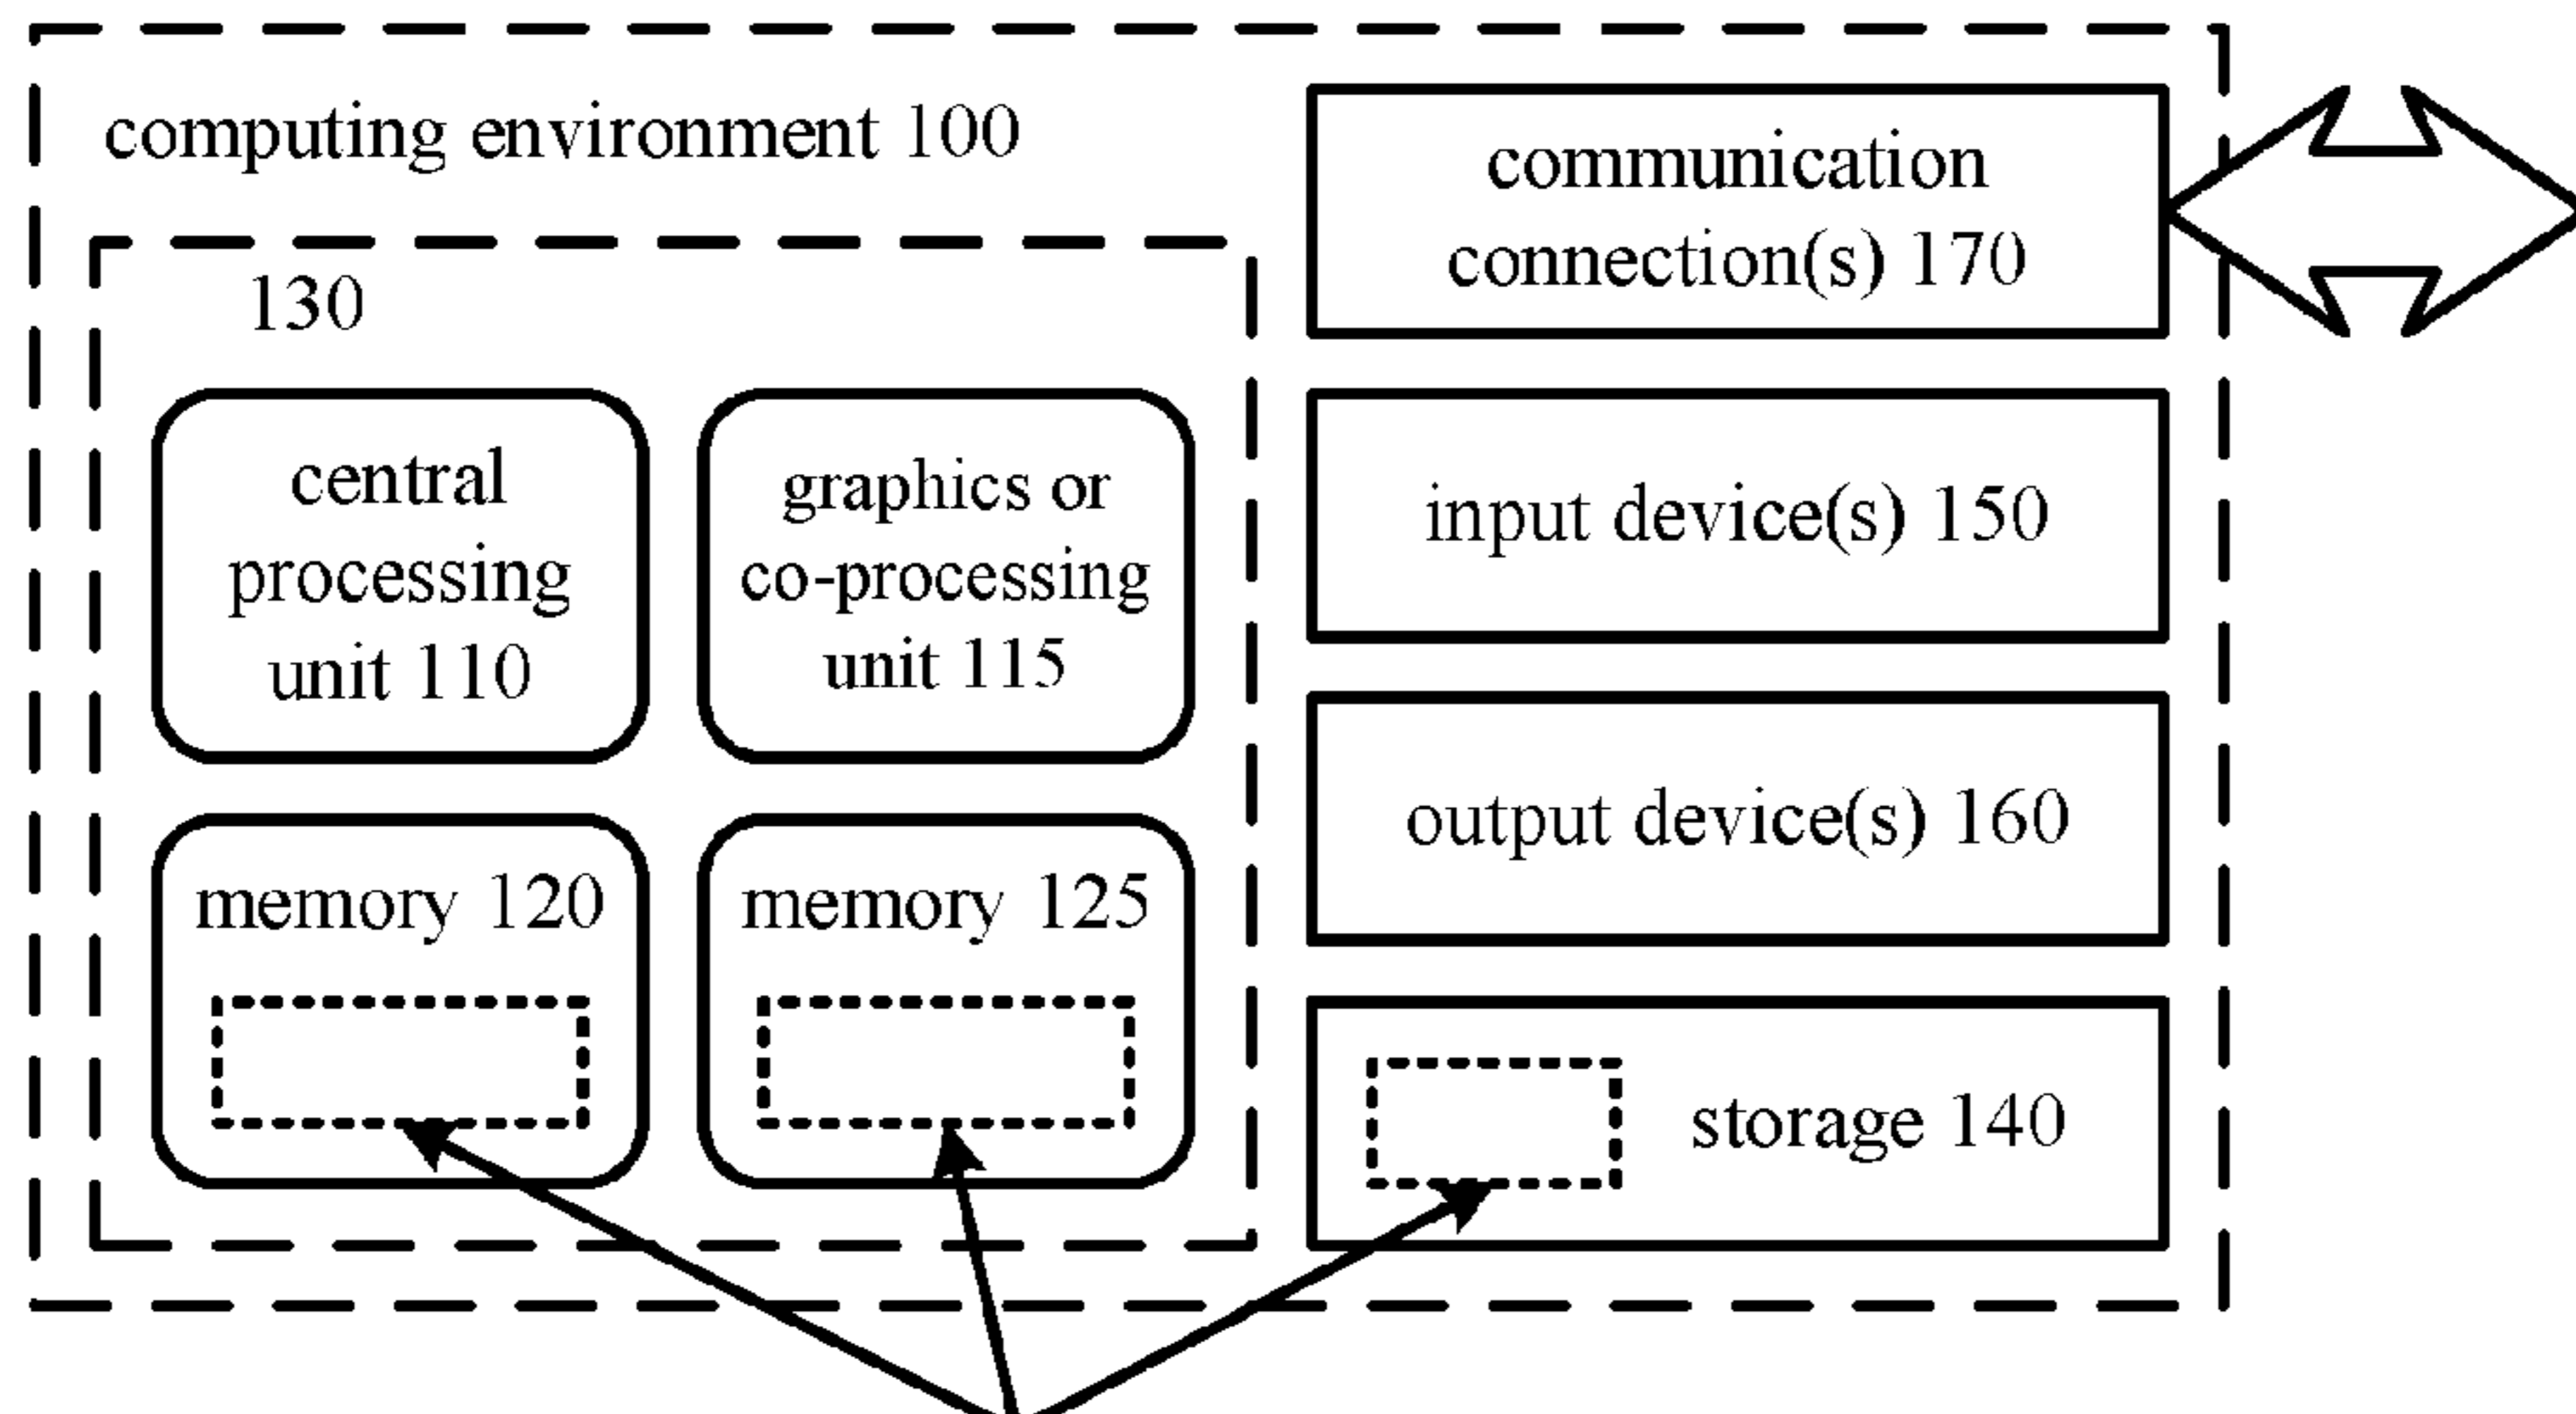 computing environment 100
130
central
processing
unit 110
graphics or
co-processing
unit 115
memory 120
memory 125
communication
connection(s) 170
input device(s) 150
output device(s) 160
storage 140